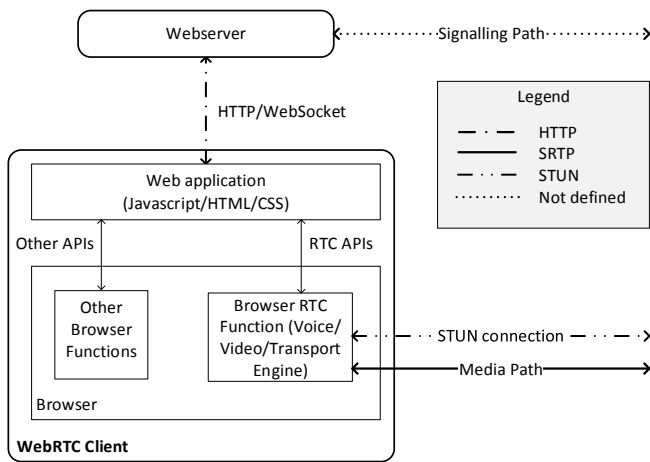 Webserver
Signalling Path
HTTP/WebSocket
Legend
HTTP
SRTP
STUN
Not defined
Web application
(Javascript/HTML/CSS)
Other APIs
RTC APIs
Other
Browser
Functions
Browser RTC
Function (Voice/
Video/Transport
Engine)
STUN connection
Media Path
Browser
WebRTC Client